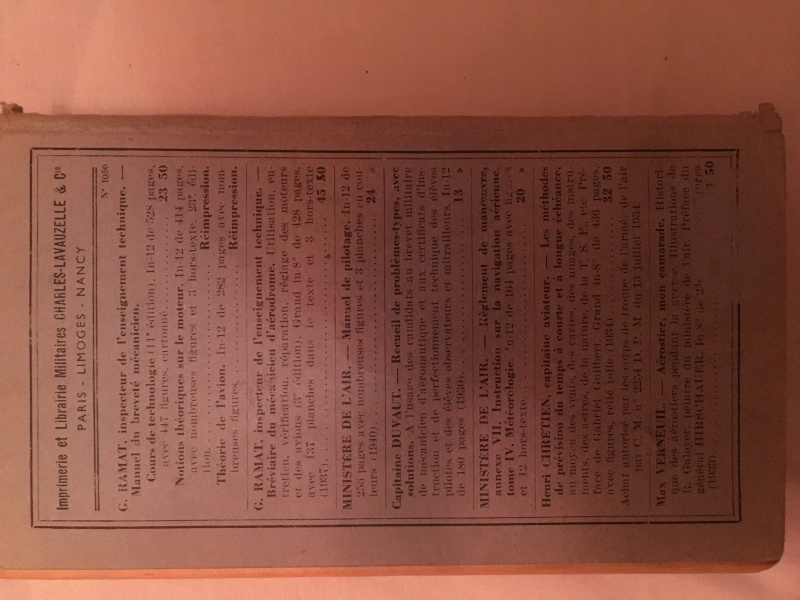 Imprimerie et Librairie Militaires CHARLES-LAVAUZELLE & Cie
PARIS - LIMOGES - NANCY
N° 1050
G. RAMAT, inspecteur de l'enseignement technique. —
Manuel du breveté mécanicien.
Cours de technologie (11e édition). In-12 de 528 pages,
avec 447 figures, cartonné 23 50
Notions théoriques sur le moteur. In-12 de 414 pages,
avec nombreuses figures et 3 hors-texte. 23e édi-
tion. Réimpression.
Théorie de l'avion. In-12 de 282 pages avec nom-
breuses figures. Réimpression.
G. RAMAT, inspecteur de l'enseignement technique. —
Bréviaire du mécanicien d'aérodrome. Utilisation, en-
tretien, vérification, réparation, réglage des moteurs
et des avions (3e édition). Grand in-8° de 428 pages,
avec 137 planches dans le texte et 3 hors-texte
(1937) 45 50
MINISTÈRE DE L'AIR. — Manuel de pilotage. In-12 de
256 pages avec nombreuses figures et 3 planches en cou-
leurs (1940) 24 »
Capitaine DUVAUT. — Recueil de problèmes-types, avec
solutions. A l'usage des candidats au brevet militaire
de mécanicien d'aéronautique et aux certificats d'ins-
truction et de perfectionnement technique des élèves
pilotes et des élèves observateurs et mitrailleurs. In-12
de 180 pages (1930) 13 »
MINISTÈRE DE L'AIR. — Règlement de manœuvre,
annexe VII. Instruction sur la navigation aérienne,
tome IV. Météorologie. In-12 de 164 pages avec figures
et 12 hors-texte. 20 »
Henri CHRÉTIEN, capitaine aviateur. — Les méthodes
de prévision du temps à courte et à longue échéance,
au moyen des vents, des cartes, des nuages, des instru-
ments, des astres, de la nature, de la T. S. F., etc. Pré-
face de Gabriel Guilbert. Grand in-8° de 436 pages,
avec figures, relié toile (1934) 32 50
Achat autorisé par les corps de troupe de l'armée de l'air
par C. M. n° 2254 D. P. M. du 13 juillet 1934.
Max VERNEUIL. — Aérostier, mon camarade. Histori-
que des aérostiers pendant la guerre. Illustrations de
R. peintre du ministère de l'air. Préface du
général HIRSCHAUER. In-8° de pages
(1933) 50